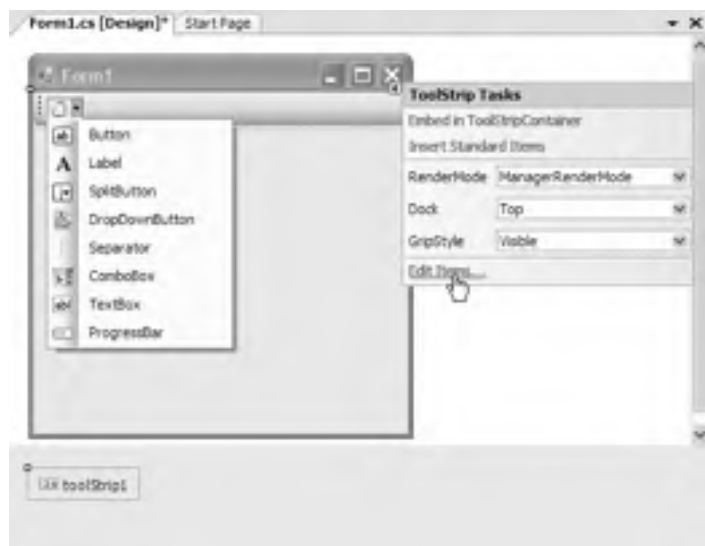 Form1.cs [Design]* Start Page
Form1
ToolStrip Tasks
Embed in ToolStripContainer
Insert Standard Items
RenderMode ManagerRenderMode
Dock Top
GripStyle Visible
Edit Items...
Button
Label
SplitButton
DropDownButton
Separator
ComboBox
TextBox
ProgressBar
toolStrip1